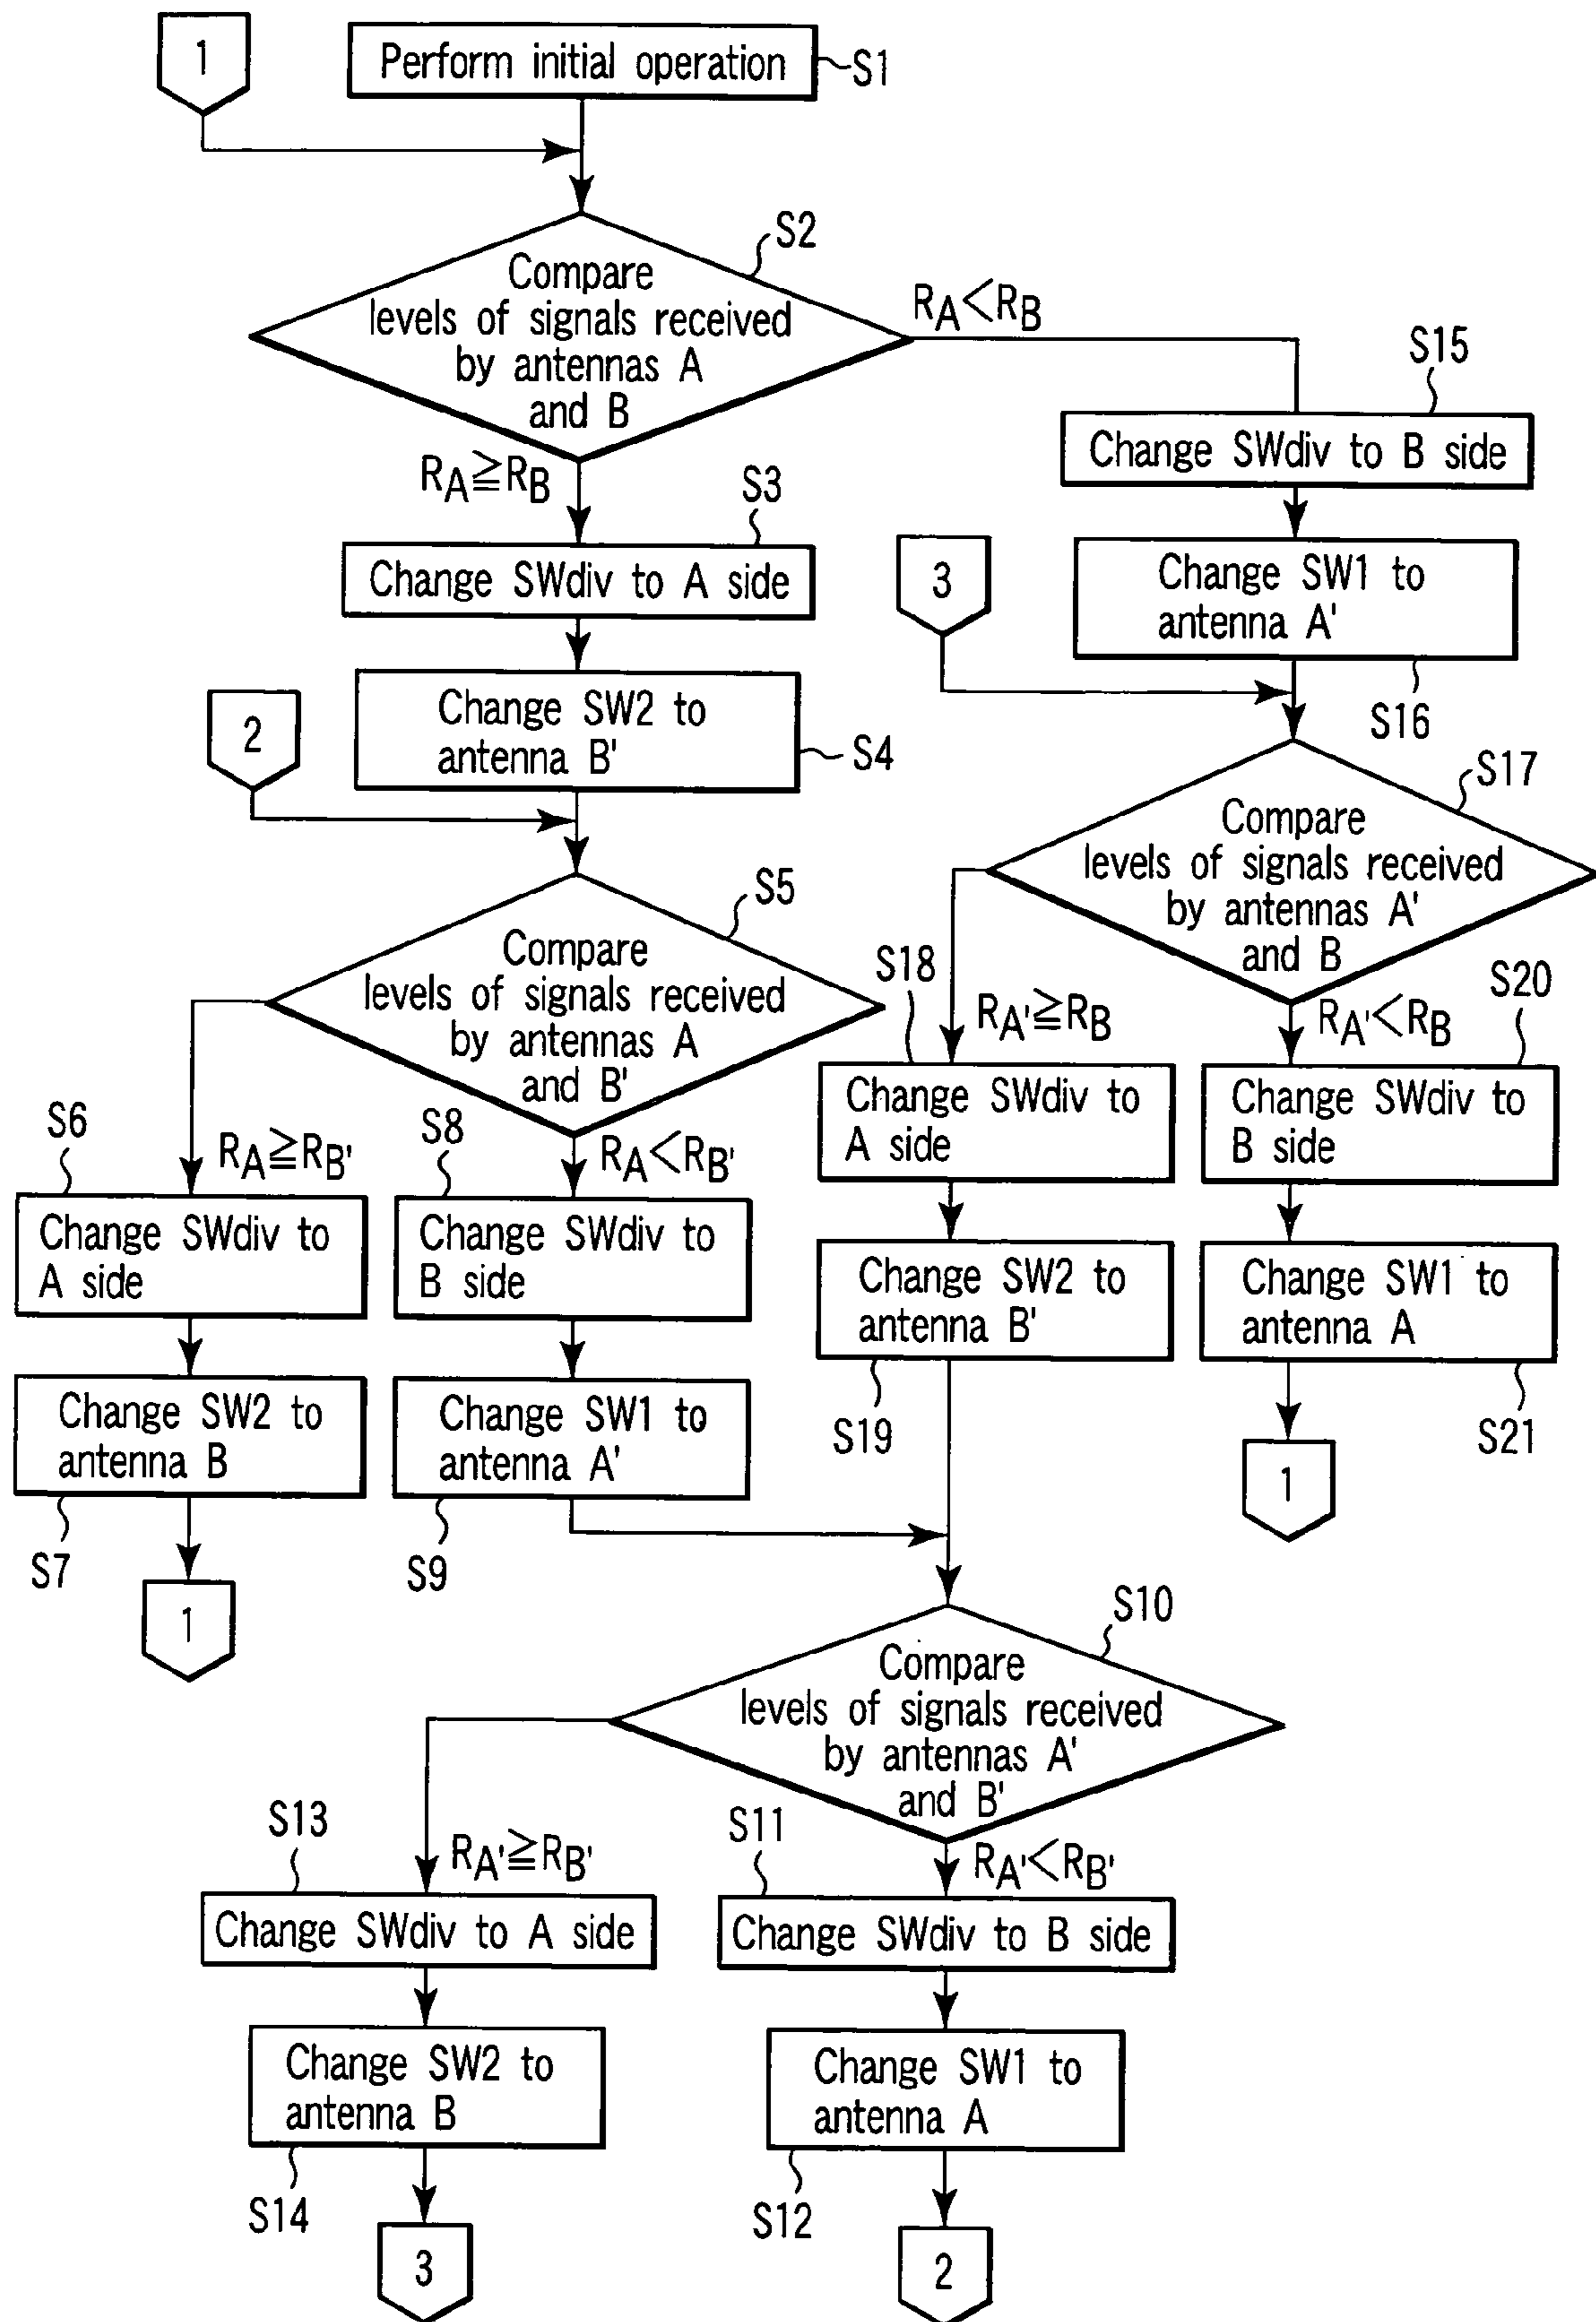 1
Perform initial operation
S1
S2
Compare
levels of signals received
by antennas A
and B
RA<RB
S15
Change SWdiv to B side
RA≧RB
S3
Change SWdiv to A side
3
Change SW1 to
antenna A'
S16
2
Change SW2 to
antenna B'
S4
S17
Compare
levels of signals received
by antennas A'
and B
S5
Compare
levels of signals received
by antennas A
and B'
S18
RA'≧RB
RA'<RB
S20
Change SWdiv to
A side
Change SWdiv to
B side
S6
RA≧RB'
S8
RA<RB'
Change SWdiv to
A side
Change SWdiv to
B side
Change SW2 to
antenna B'
S19
Change SW1 to
antenna A
S21
1
Change SW2 to
antenna B
S7
1
Change SW1 to
antenna A'
S9
S10
Compare
levels of signals received
by antennas A'
and B'
S13
RA'≧RB'
S11
RA'<RB'
Change SWdiv to A side
Change SWdiv to B side
Change SW2 to
antenna B
S14
3
Change SW1 to
antenna A
S12
2